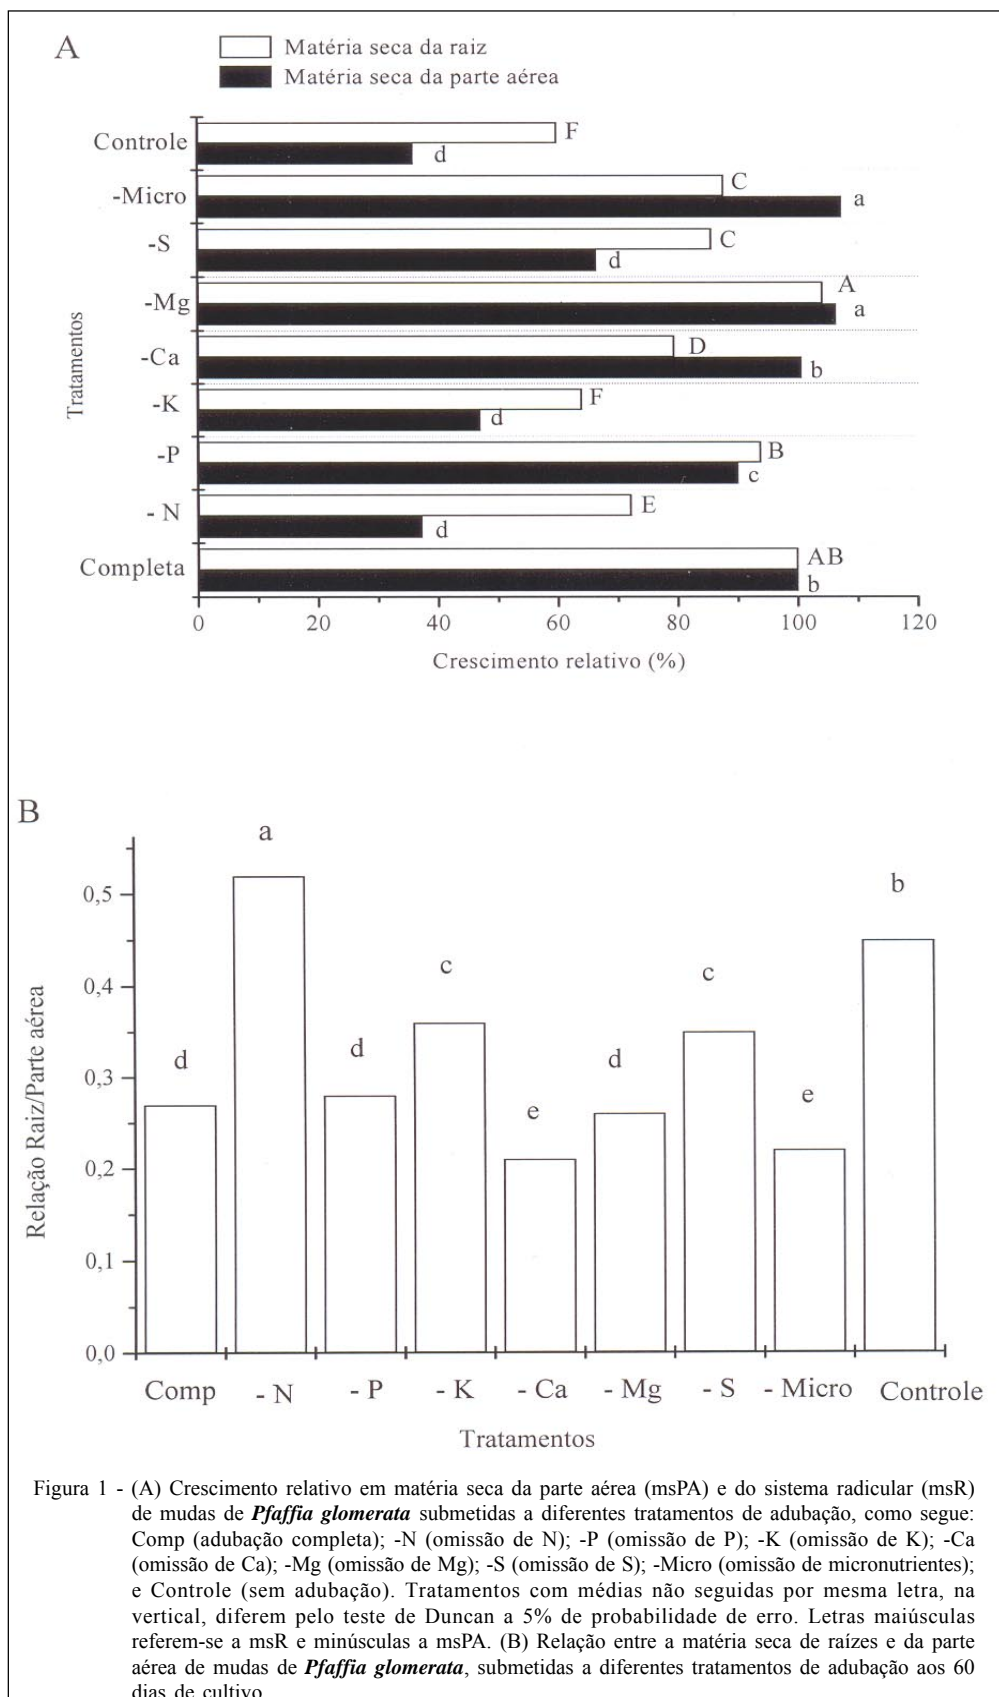 A
Matéria seca da raiz
Matéria seca da parte aérea
Controle
F
d
-Micro
C
a
-S
C
d
-Mg
A
a
-Ca
D
b
-K
F
d
-P
B
c
- N
E
d
Completa
AB
b
Tratamentos
0 20 40 60 80 100 120
Crescimento relativo (%)
B
Relação Raiz/Parte aérea
0,5
0,4
0,3
0,2
0,1
0,0
d a d c e d c e b
Comp - N - P - K - Ca - Mg - S - Micro Controle
Tratamentos
Figura 1 - (A) Crescimento relativo em matéria seca da parte aérea (msPA) e do sistema radicular (msR)
de mudas de Pfaffia glomerata submetidas a diferentes tratamentos de adubação, como segue:
Comp (adubação completa); -N (omissão de N); -P (omissão de P); -K (omissão de K); -Ca
(omissão de Ca); -Mg (omissão de Mg); -S (omissão de S); -Micro (omissão de micronutrientes);
e Controle (sem adubação). Tratamentos com médias não seguidas por mesma letra, na
vertical, diferem pelo teste de Duncan a 5% de probabilidade de erro. Letras maiúsculas
referem-se a msR e minúsculas a msPA. (B) Relação entre a matéria seca de raízes e da parte
aérea de mudas de Pfaffia glomerata, submetidas a diferentes tratamentos de adubação aos 60
dias de cultivo